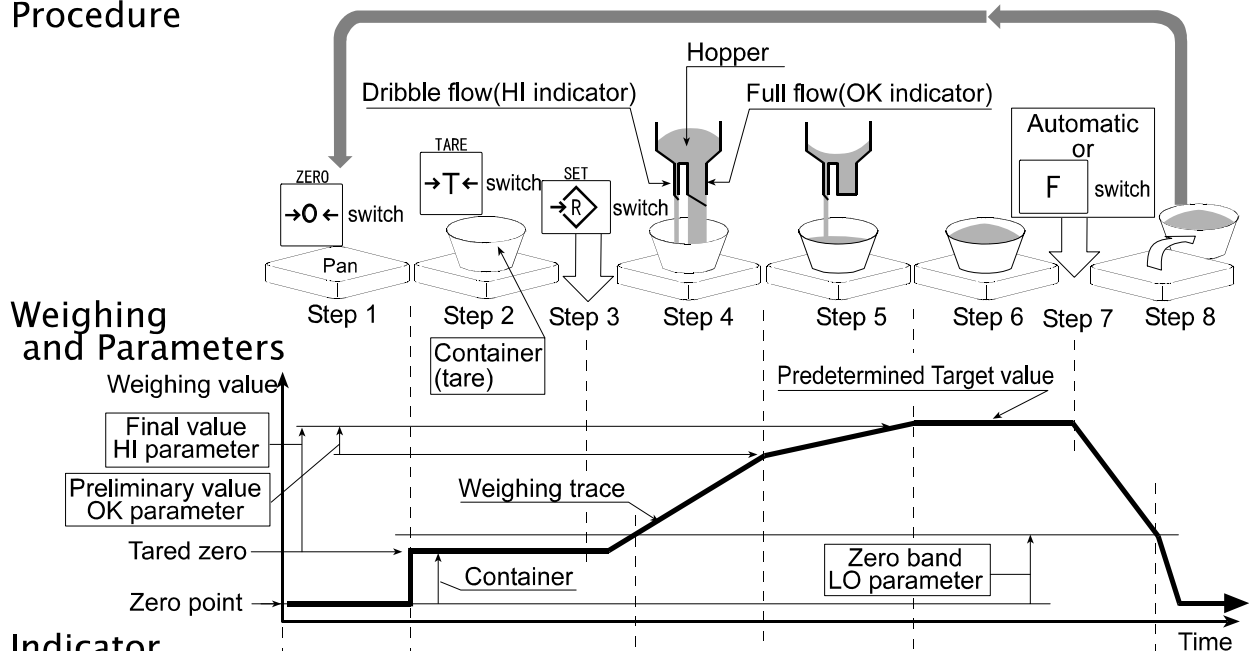 Procedure
Hopper
Dribble flow(HI indicator)
Full flow(OK indicator)
Automatic
or
F
switch
TARE
→T←
switch
SET
→R
switch
ZERO
→0←
switch
Pan
Step 1
Step 2
Step 3
Step 4
Step 5
Step 6
Step 7
Step 8
Weighing
and Parameters
Container
(tare)
Weighing value
Predetermined Target value
Final value
HI parameter
Preliminary value
OK parameter
Weighing trace
Tared zero
Zero band
LO parameter
Container
Zero point
Time
Indicator